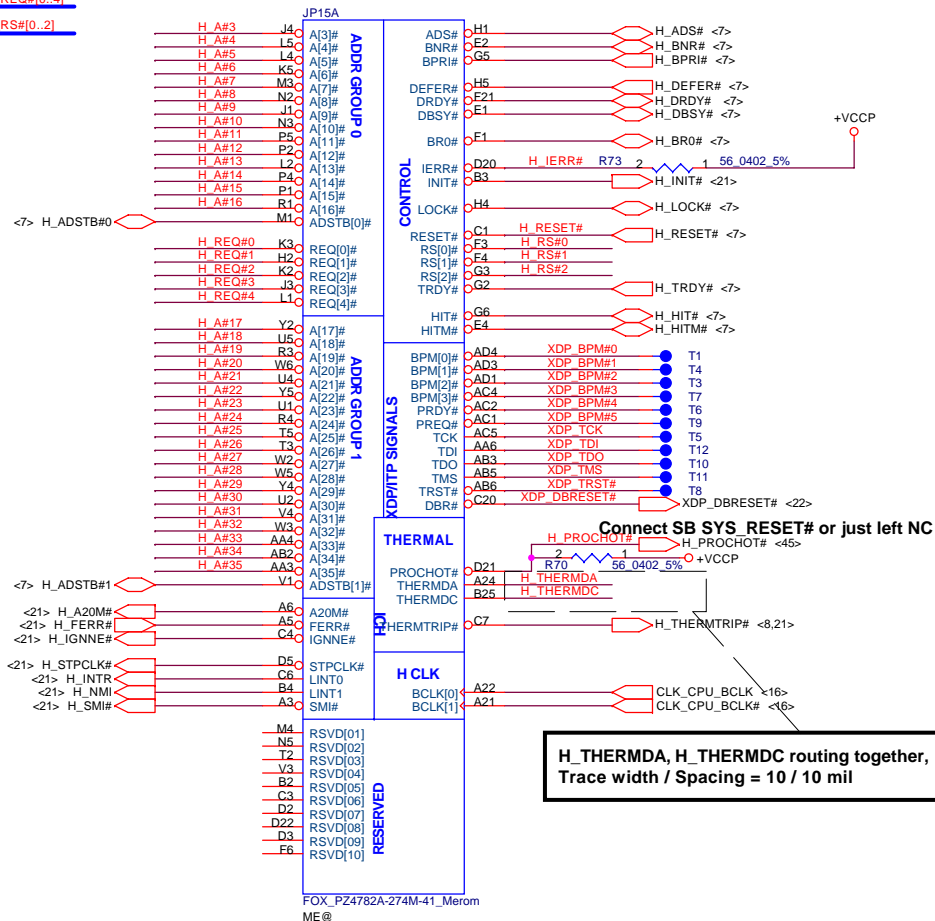 RS#[0..2]
JP15A
H_A#3 J4 A[3]# ADS# H1 H_ADS# <7>
H_A#4 L5 A[4]# BNR# E2 H_BNR# <7>
H_A#5 L4 A[5]# BPRI# G5 H_BPRI# <7>
H_A#6 K5 A[6]#
H_A#7 M3 A[7]# DEFER# H5 H_DEFER# <7>
H_A#8 N2 A[8]# DRDY# F21 H_DRDY# <7>
H_A#9 J1 A[9]# DBSY# E1 H_DBSY# <7>
H_A#10 N3 A[10]#
H_A#11 P5 A[11]# BR0# F1 H_BR0# <7>
+VCCP
H_A#12 P2 A[12]#
H_A#13 L2 A[13]# IERR# D20 H_IERR# R73 2 1 56_0402_5%
H_A#14 P4 A[14]# INIT# B3 H_INIT# <21>
H_A#15 P1 A[15]#
H_A#16 R1 A[16]# LOCK# H4 H_LOCK# <7>
<7> H_ADSTB#0 M1 ADSTB[0]#
RESET# C1 H_RESET# H_RESET# <7>
H_REQ#0 K3 REQ[0]# RS[0]# F3 H_RS#0
H_REQ#1 H2 REQ[1]# RS[1]# F4 H_RS#1
H_REQ#2 K2 REQ[2]# RS[2]# G3 H_RS#2
H_REQ#3 J3 REQ[3]# TRDY# G2 H_TRDY# <7>
H_REQ#4 L1 REQ[4]#
ADDR GROUP 0
CONTROL
HIT# G6 H_HIT# <7>
H_A#17 Y2 A[17]# HITM# E4 H_HITM# <7>
H_A#18 U5 A[18]#
H_A#19 R3 A[19]# BPM[0]# AD4 XDP_BPM#0 T1
H_A#20 W6 A[20]# BPM[1]# AD3 XDP_BPM#1 T4
H_A#21 U4 A[21]# BPM[2]# AD1 XDP_BPM#2 T3
H_A#22 Y5 A[22]# BPM[3]# AC4 XDP_BPM#3 T7
H_A#23 U1 A[23]# PRDY# AC2 XDP_BPM#4 T6
H_A#24 R4 A[24]# PREQ# AC1 XDP_BPM#5 T9
H_A#25 T5 A[25]# TCK AC5 XDP_TCK T5
H_A#26 T3 A[26]# TDI AA6 XDP_TDI T12
H_A#27 W2 A[27]# TDO AB3 XDP_TDO T10
H_A#28 W5 A[28]# TMS AB5 XDP_TMS T11
H_A#29 Y4 A[29]# TRST# AB6 XDP_TRST# T8
H_A#30 U2 A[30]# DBR# C20 XDP_DBRESET# XDP_DBRESET# <22>
H_A#31 V4 A[31]#
H_A#32 W3 A[32]#
H_A#33 AA4 A[33]#
H_A#34 AB2 A[34]#
H_A#35 AA3 A[35]#
<7> H_ADSTB#1 V1 ADSTB[1]#
ADDR GROUP 1
XDP/ITP SIGNALS
Connect SB SYS_RESET# or just left NC
THERMAL
H_PROCHOT# H_PROCHOT# <45>
2 1 +VCCP
R70 56_0402_5%
PROCHOT# D21
THERMDA A24 H_THERMDA
THERMDC B25 H_THERMDC
<21> H_A20M# A6 A20M#
<21> H_FERR# A5 FERR# THERMTRIP# C7 H_THERMTRIP# <8,21>
<21> H_IGNNE# C4 IGNNE#
ICH
<21> H_STPCLK# D5 STPCLK#
<21> H_INTR C6 LINT0
<21> H_NMI B4 LINT1
<21> H_SMI# A3 SMI#
H CLK
BCLK[0] A22 CLK_CPU_BCLK <16>
BCLK[1] A21 CLK_CPU_BCLK# <16>
M4 RSVD[01]
N5 RSVD[02]
T2 RSVD[03]
V3 RSVD[04]
B2 RSVD[05]
C3 RSVD[06]
D2 RSVD[07]
D22 RSVD[08]
D3 RSVD[09]
F6 RSVD[10]
RESERVED
H_THERMDA, H_THERMDC routing together,
Trace width / Spacing = 10 / 10 mil
FOX_PZ4782A-274M-41_Merom
ME@